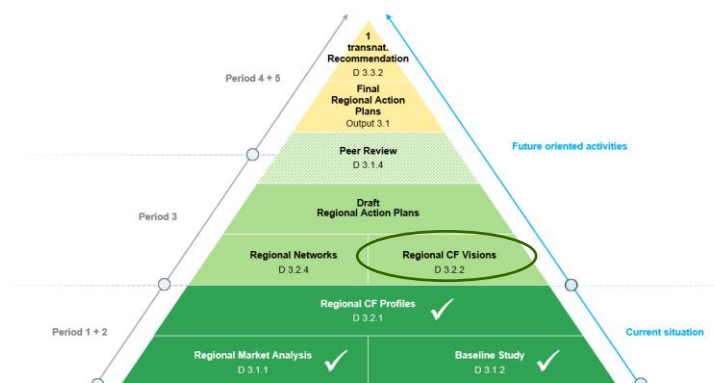 1
transnat.
Recommendation
D 3.3.2
Period 4 + 5
Final
Regional Action
Plans
Output 3.1
Peer Review
D 3.1.4
Future oriented activities
Draft
Regional Action Plans
Period 3
Regional Networks
D 3.2.4
Regional CF Visions
D 3.2.2
Regional CF Profiles
D 3.2.1
Period 1 + 2
Current situation
Regional Market Analysis
D 3.1.1
Baseline Study
D 3.1.2